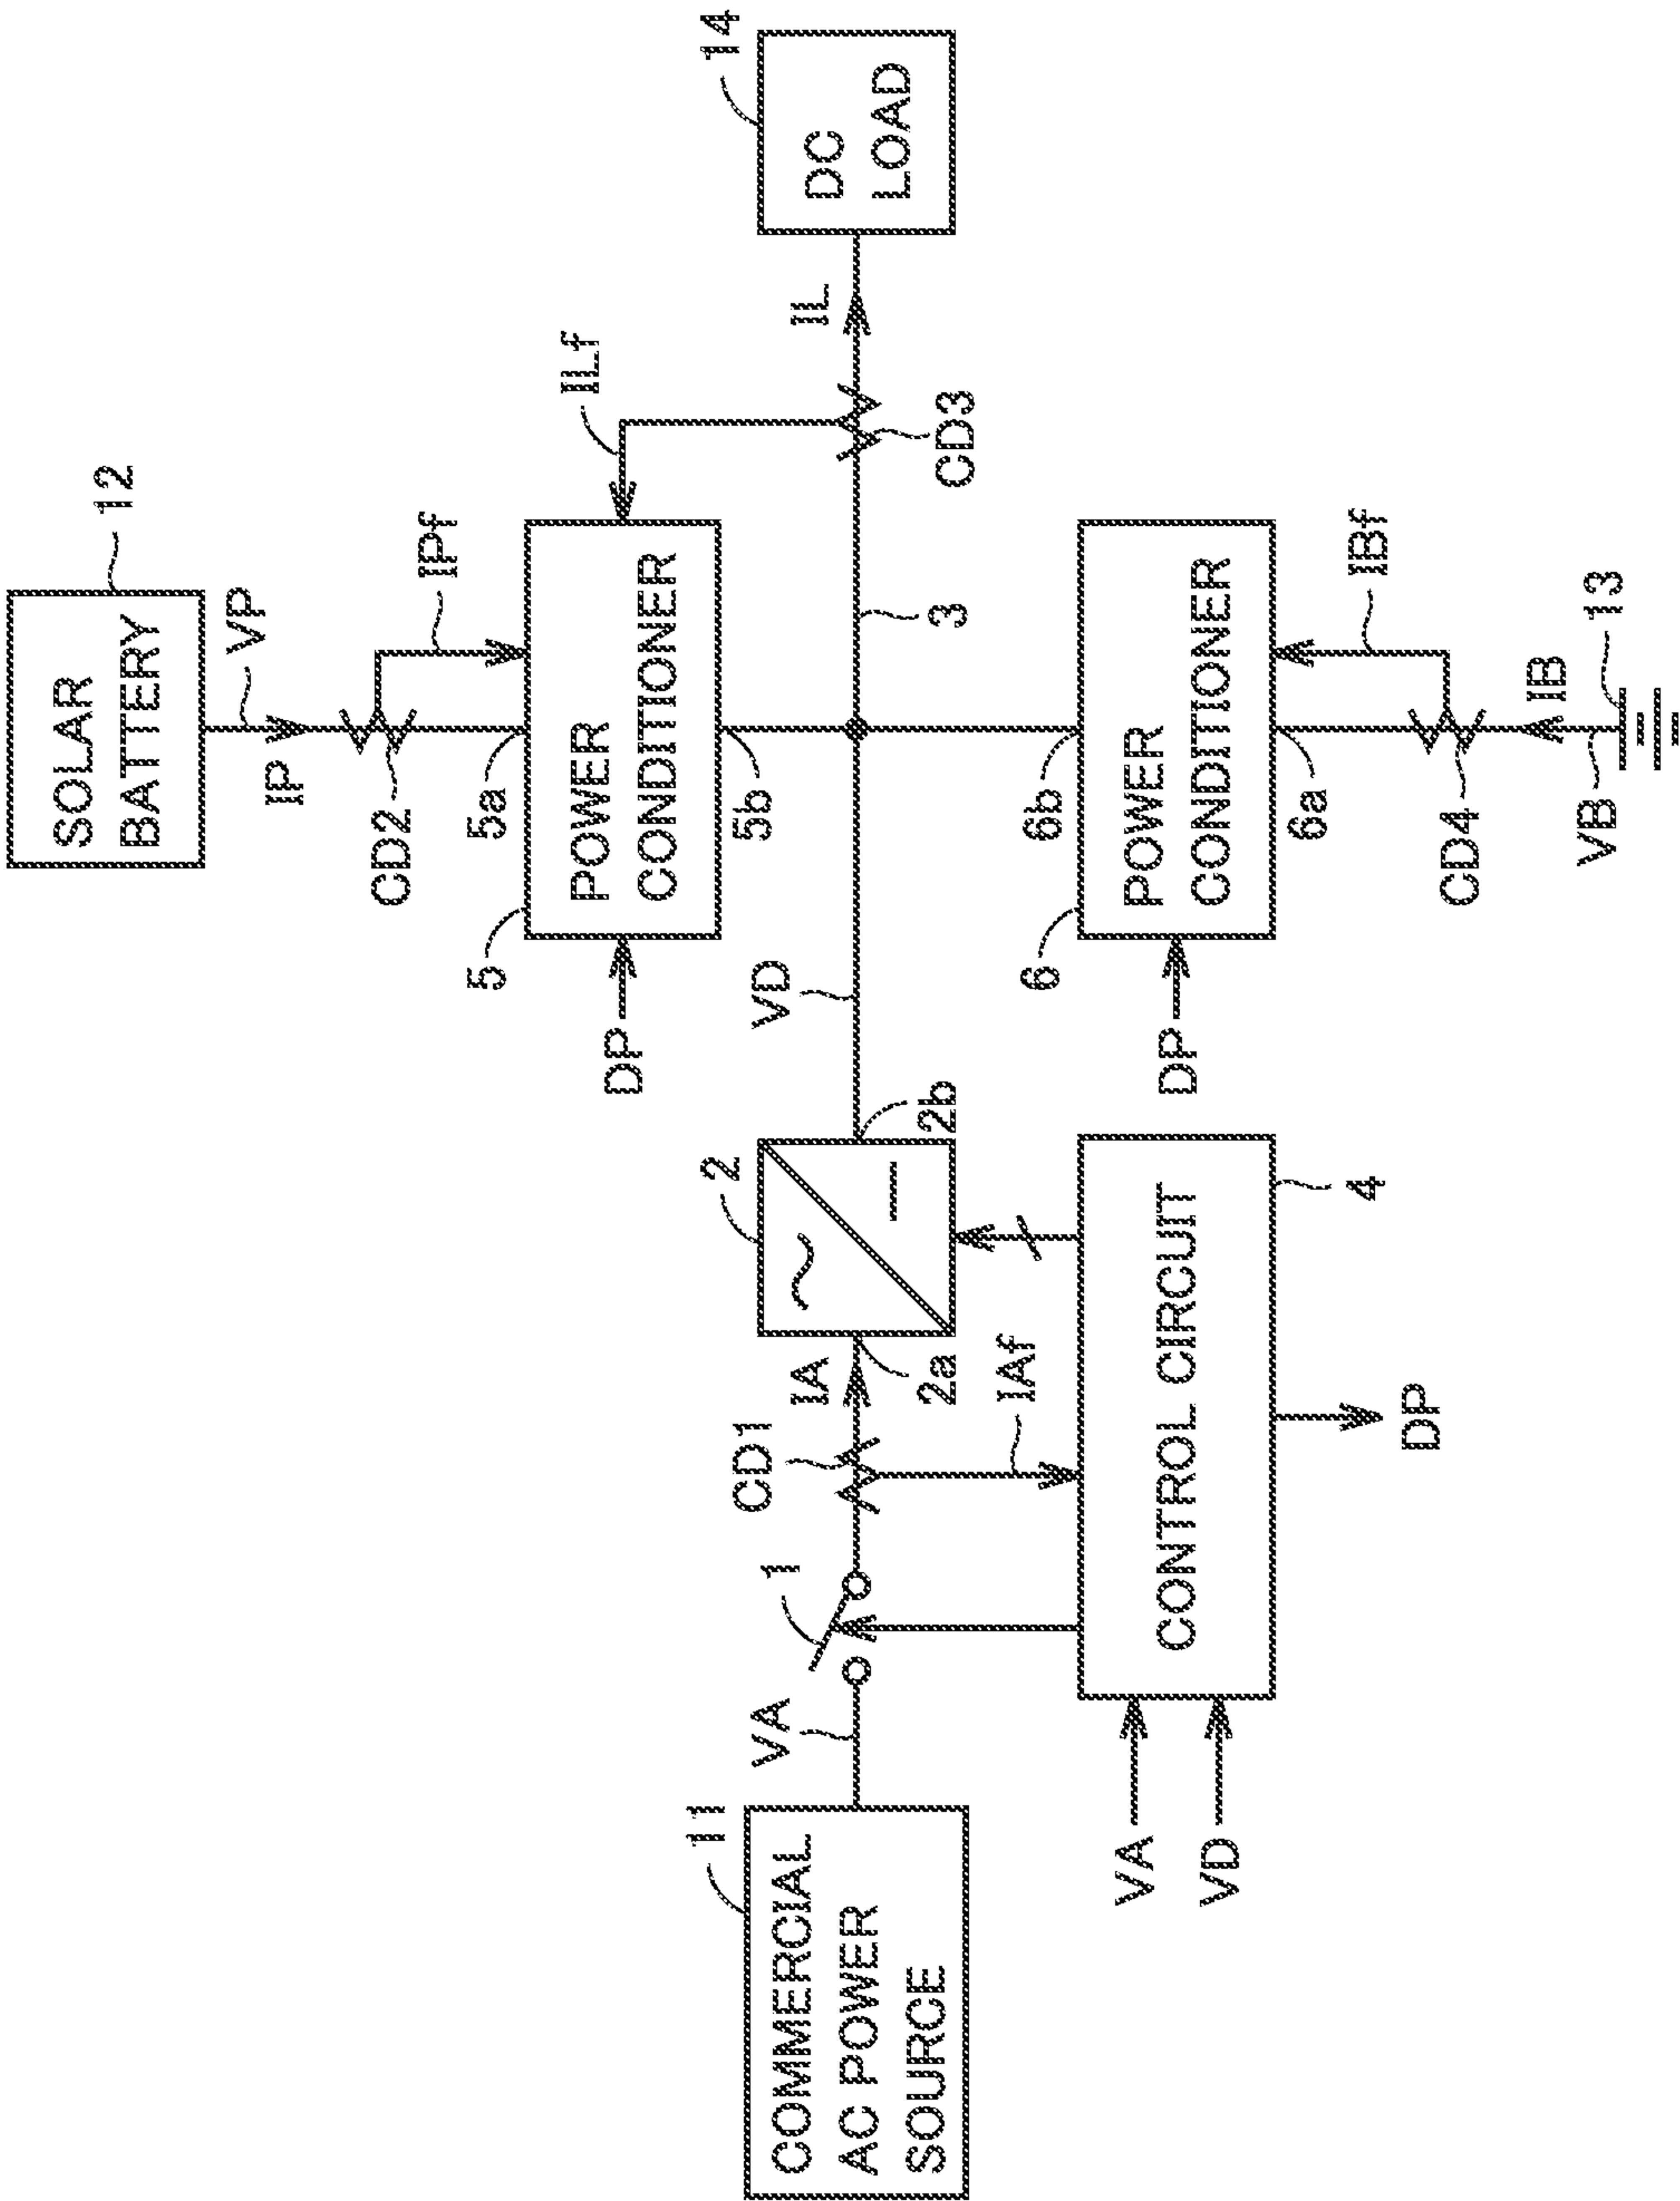 SOLAR
BATTERY
12
VP
IP
CD2
IPf
5a
5
POWER
CONDITIONER
DP
5b
ILf
14
DC
LOAD
IL
CD3
3
COMMERCIAL
AC POWER
SOURCE
11
VA
1
CD1
IA
2
2a
2b
VD
IAf
VA
VD
CONTROL CIRCUIT
4
DP
6b
6
POWER
CONDITIONER
DP
6a
IBf
CD4
IB
VB
13